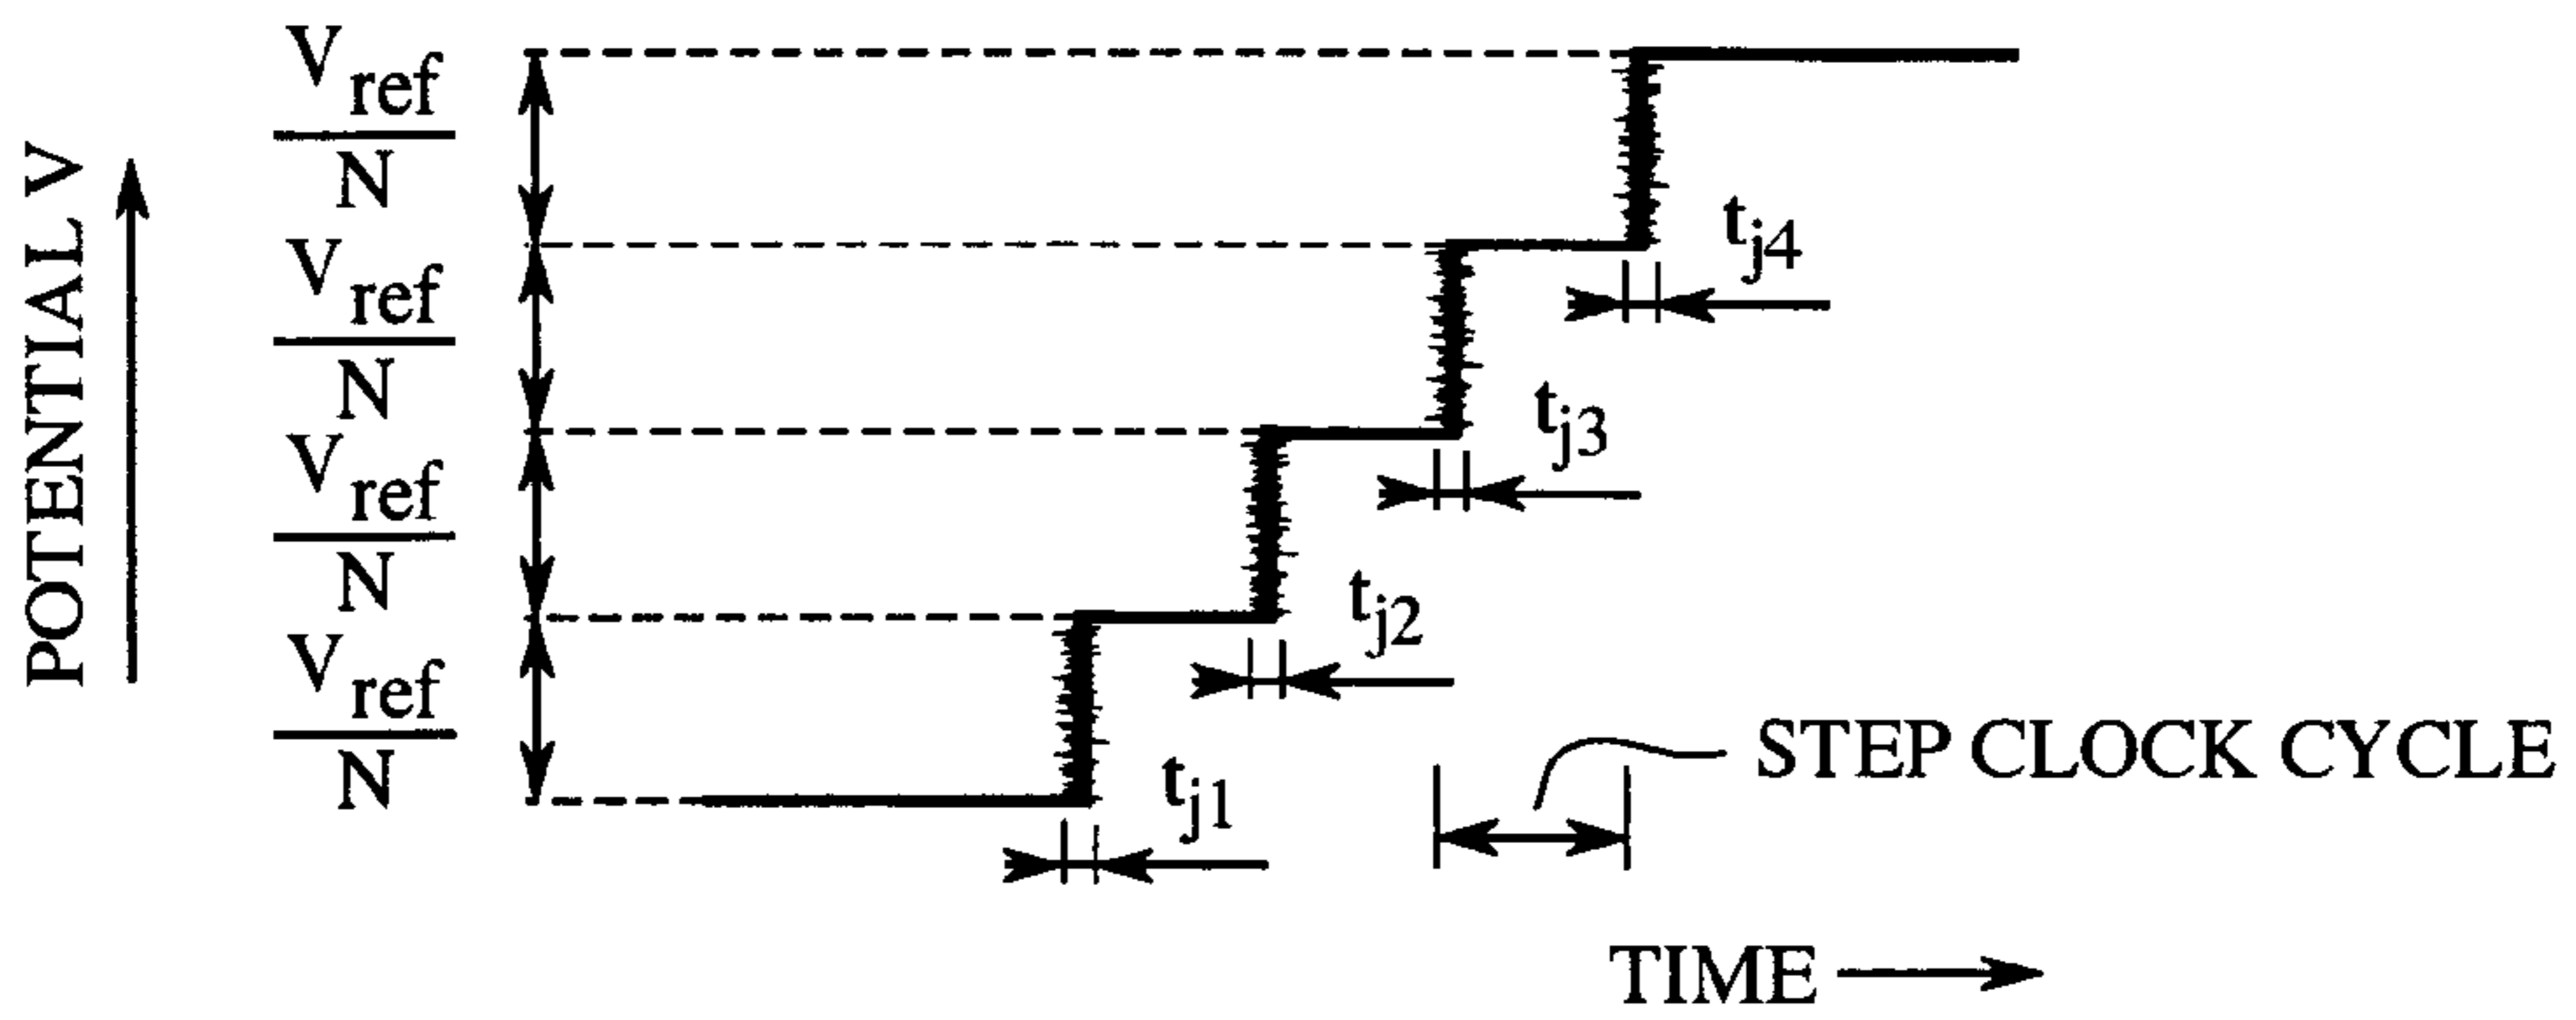 POTENTIAL V
V_ref
N
V_ref
N
V_ref
N
V_ref
N
t_j4
t_j3
t_j2
t_j1
STEP CLOCK CYCLE
TIME